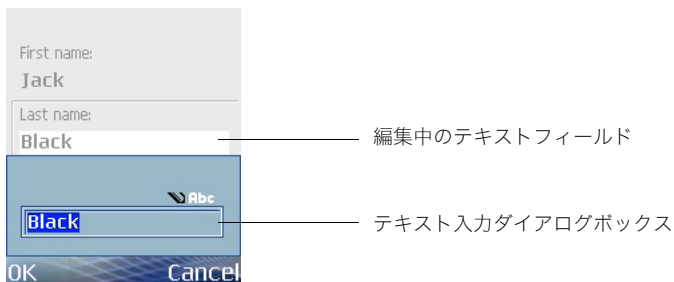 First name:
Jack
Last name:
Black
編集中のテキストフィールド
Abc
Black
テキスト入力ダイアログボックス
OK Cancel